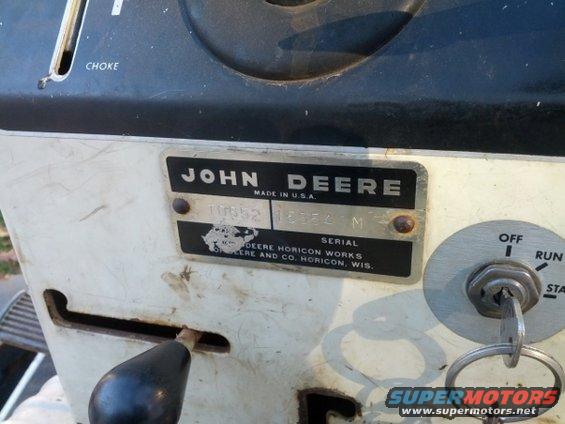 CHOKE
JOHN DEERE
MADE IN U.S.A.
M
SERIAL
DEERE HORICON WORKS
DEERE AND CO. HORICON, WIS.
OFF
RUN
STA
SUPERMOTORS
www.supermotors.net